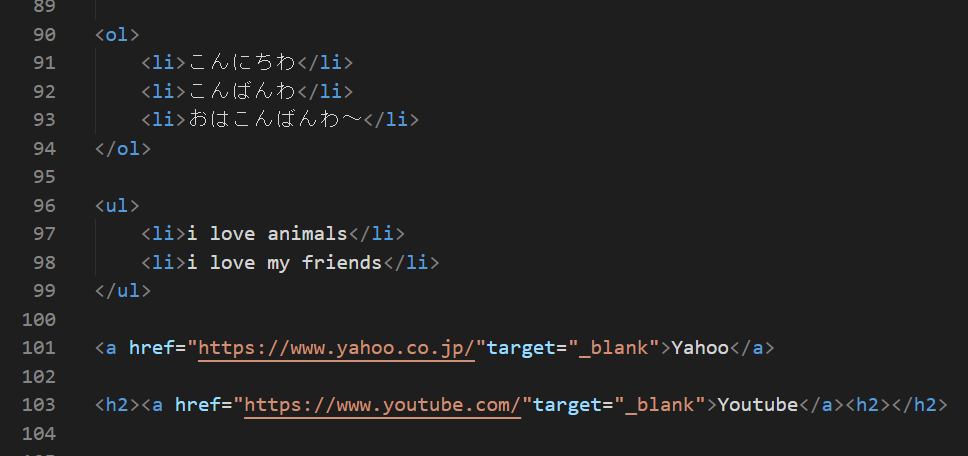 89
90 <ol>
91 <li>こんにちわ</li>
92 <li>こんばんわ</li>
93 <li>おはこんばんわ～</li>
94 </ol>
95
96 <ul>
97 <li>i love animals</li>
98 <li>i love my friends</li>
99 </ul>
100
101 <a href="https://www.yahoo.co.jp/"target="_blank">Yahoo</a>
102
103 <h2><a href="https://www.youtube.com/"target="_blank">Youtube</a><h2></h2>
104